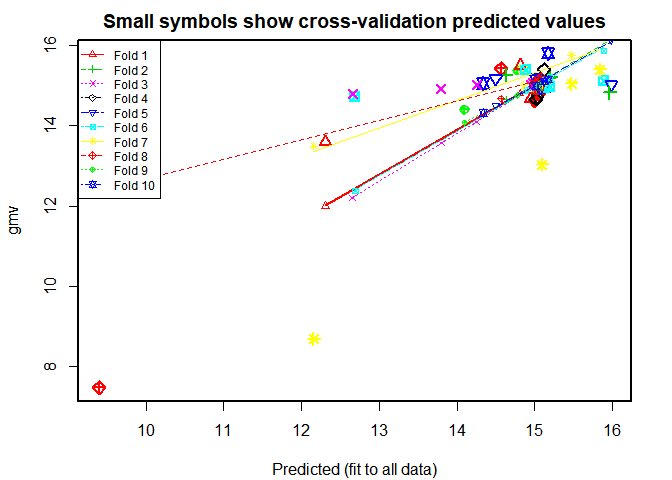 Small symbols show cross-validation predicted values
16
14
12
10
8
gmv
Fold 1
Fold 2
Fold 3
Fold 4
Fold 5
Fold 6
Fold 7
Fold 8
Fold 9
Fold 10
10 11 12 13 14 15 16
Predicted (fit to all data)